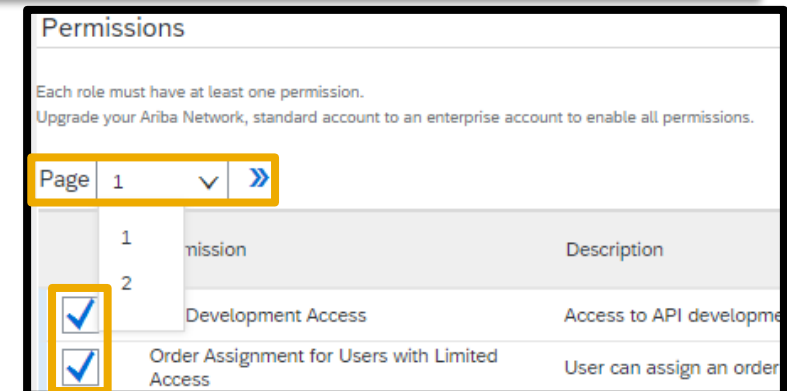 Permissions
Each role must have at least one permission.
Upgrade your Ariba Network, standard account to an enterprise account to enable all permissions.
Page 1 »
1
2
mission Description
Development Access Access to API developme
Order Assignment for Users with Limited
Access
User can assign an order